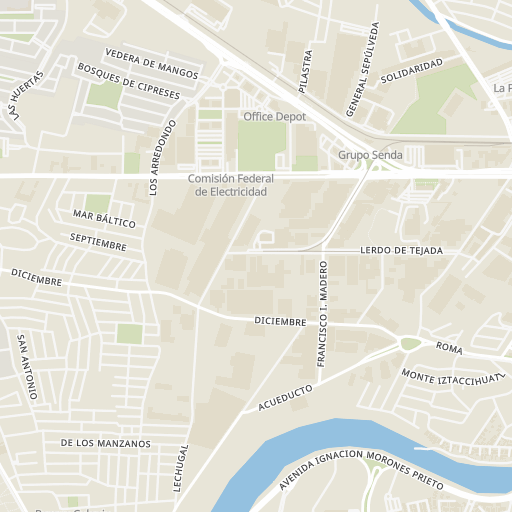 VEDERA DE MANGOS
BOSQUES DE CIPRESES
LAS HUERTAS
PILASTRA
GENERAL SEPÚLVEDA
SOLIDARIDAD
La P
Office Depot
LOS ARREDONDO
Grupo Senda
Comisión Federal
de Electricidad
MAR BÁLTICO
SEPTIEMBRE
LERDO DE TEJADA
DICIEMBRE
FRANCISCO I. MADERO
DICIEMBRE
SAN ANTONIO
ROMA
MONTE IZTACCIHUATL
ACUEDUCTO
DE LOS MANZANOS
LECHUGAL
AVENIDA IGNACION MORONES PRIETO